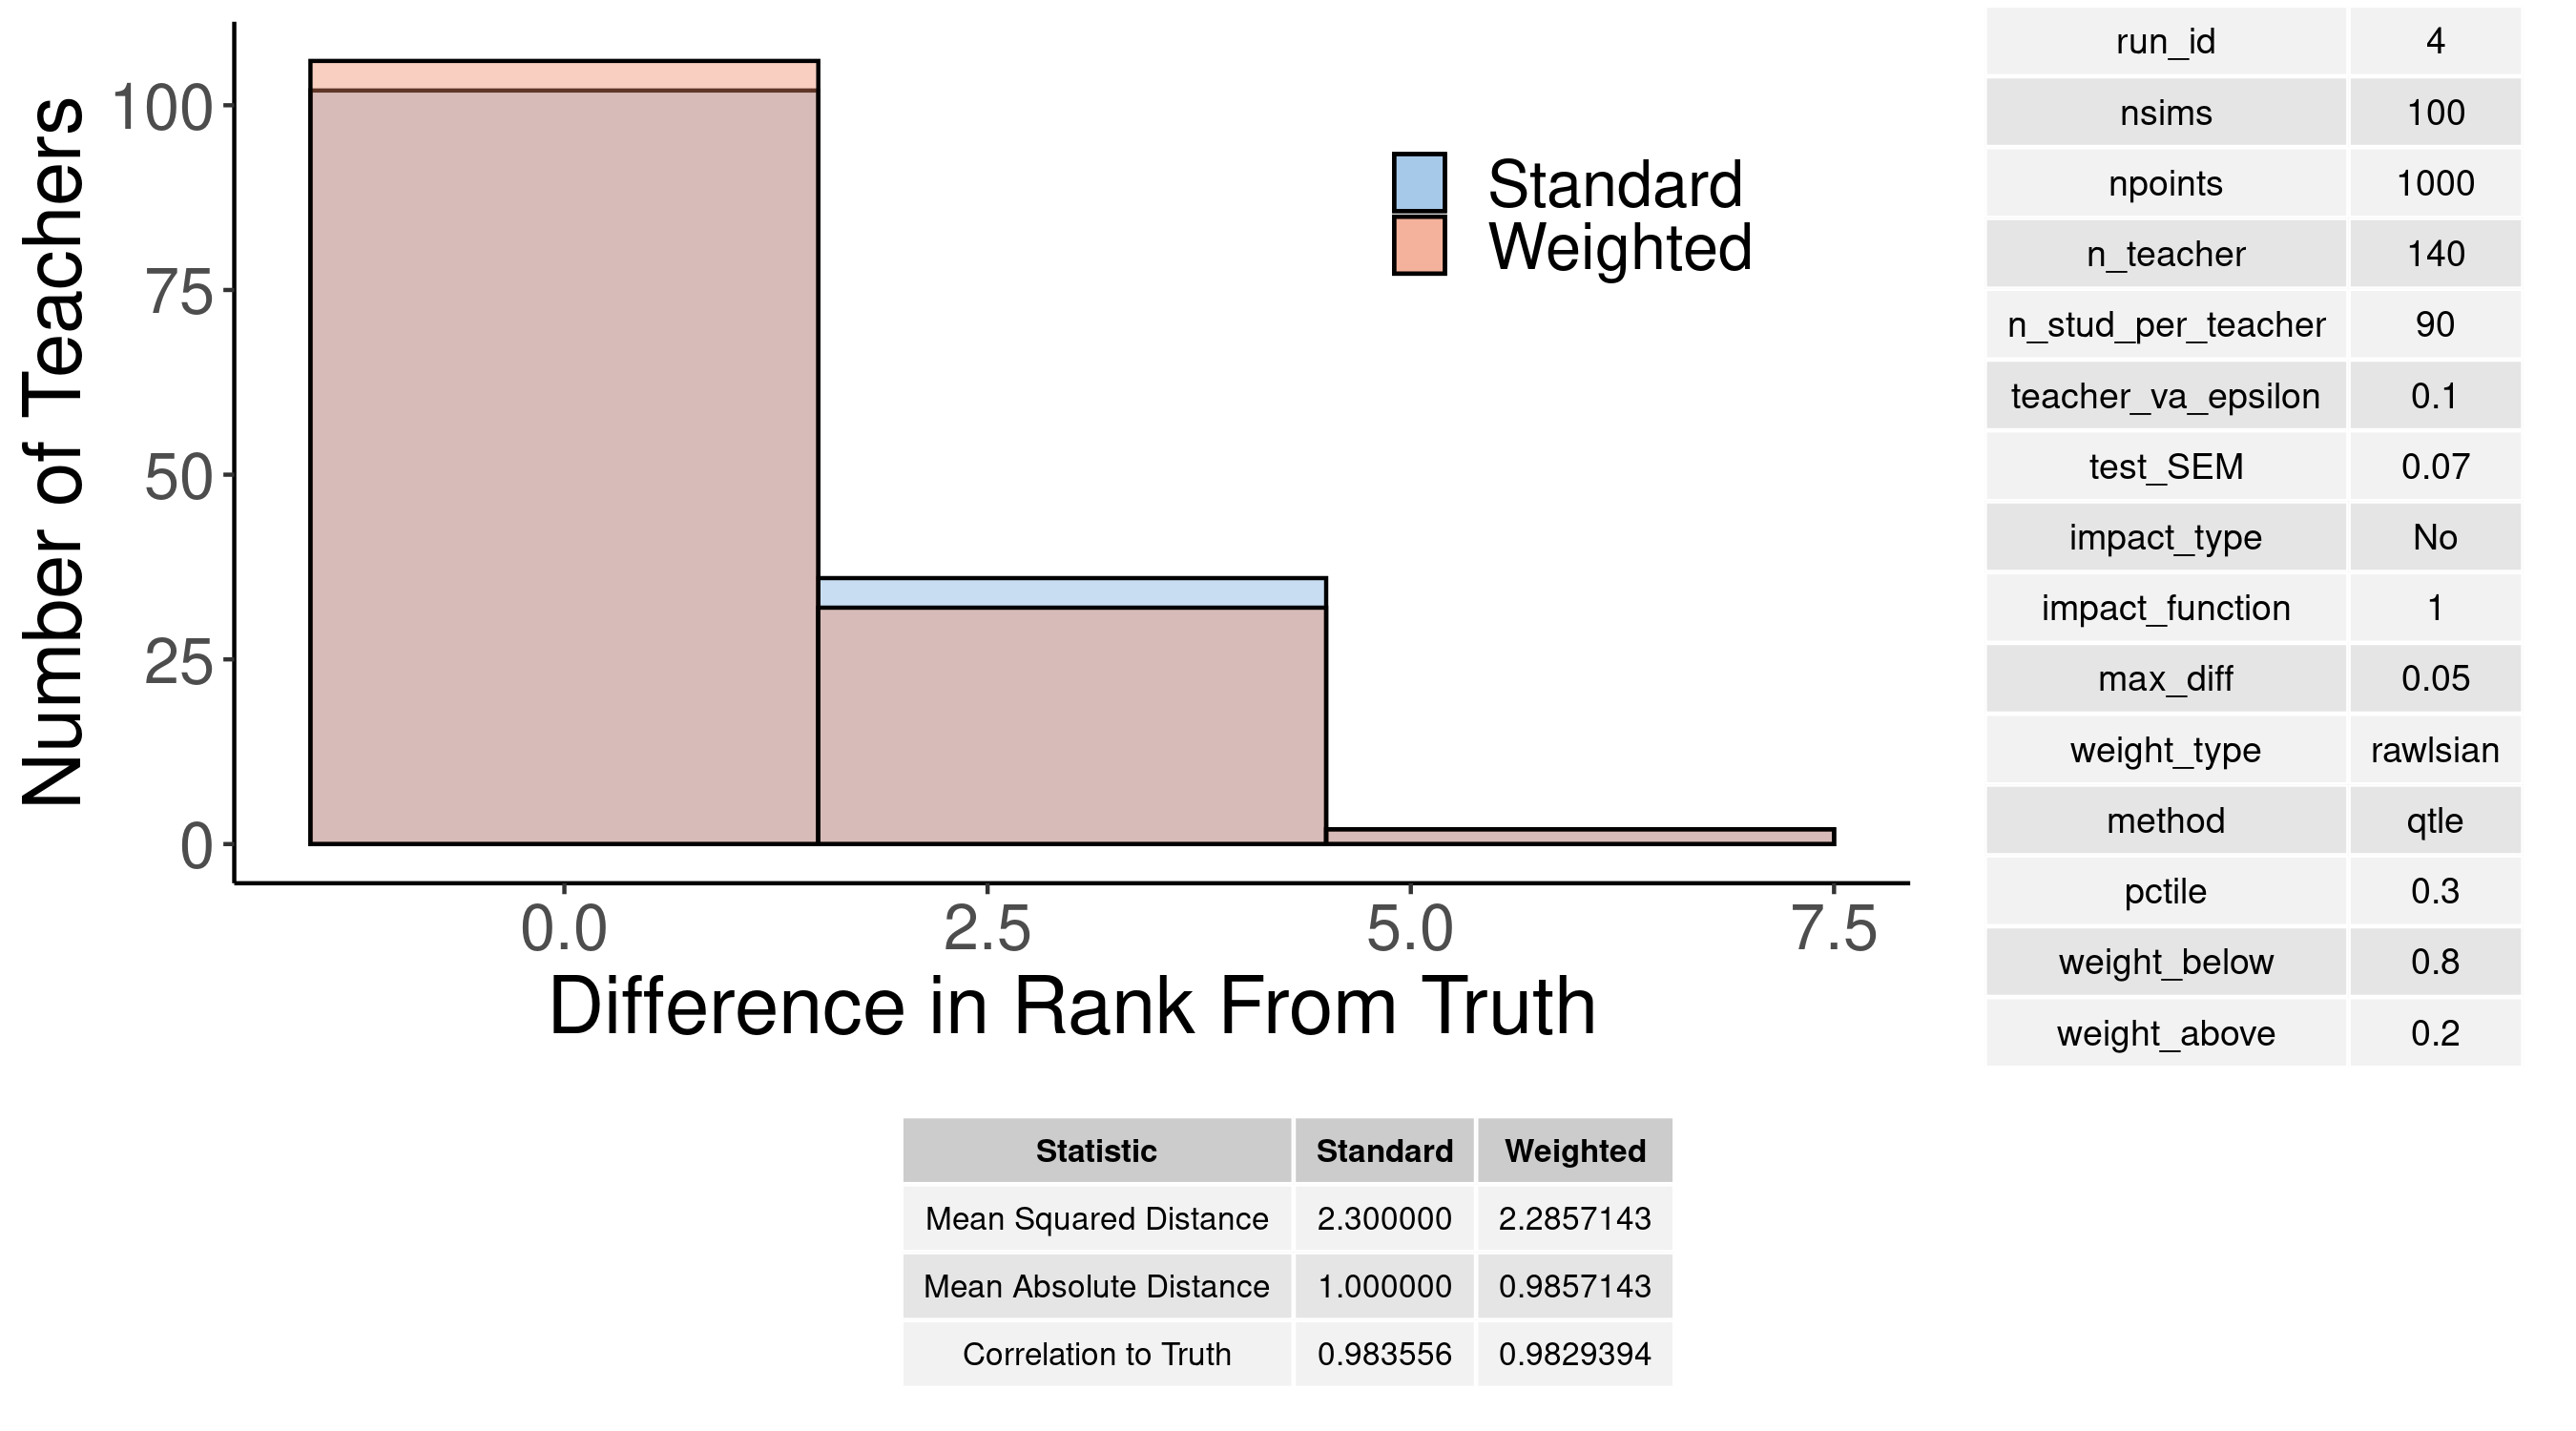 Number of Teachers
100
75
50
25
0
0.0 2.5 5.0 7.5
Difference in Rank From Truth
Standard
Weighted
run_id 4
nsims 100
npoints 1000
n_teacher 140
n_stud_per_teacher 90
teacher_va_epsilon 0.1
test_SEM 0.07
impact_type No
impact_function 1
max_diff 0.05
weight_type rawlsian
method qtle
pctile 0.3
weight_below 0.8
weight_above 0.2
Statistic Standard Weighted
Mean Squared Distance 2.300000 2.2857143
Mean Absolute Distance 1.000000 0.9857143
Correlation to Truth 0.983556 0.9829394